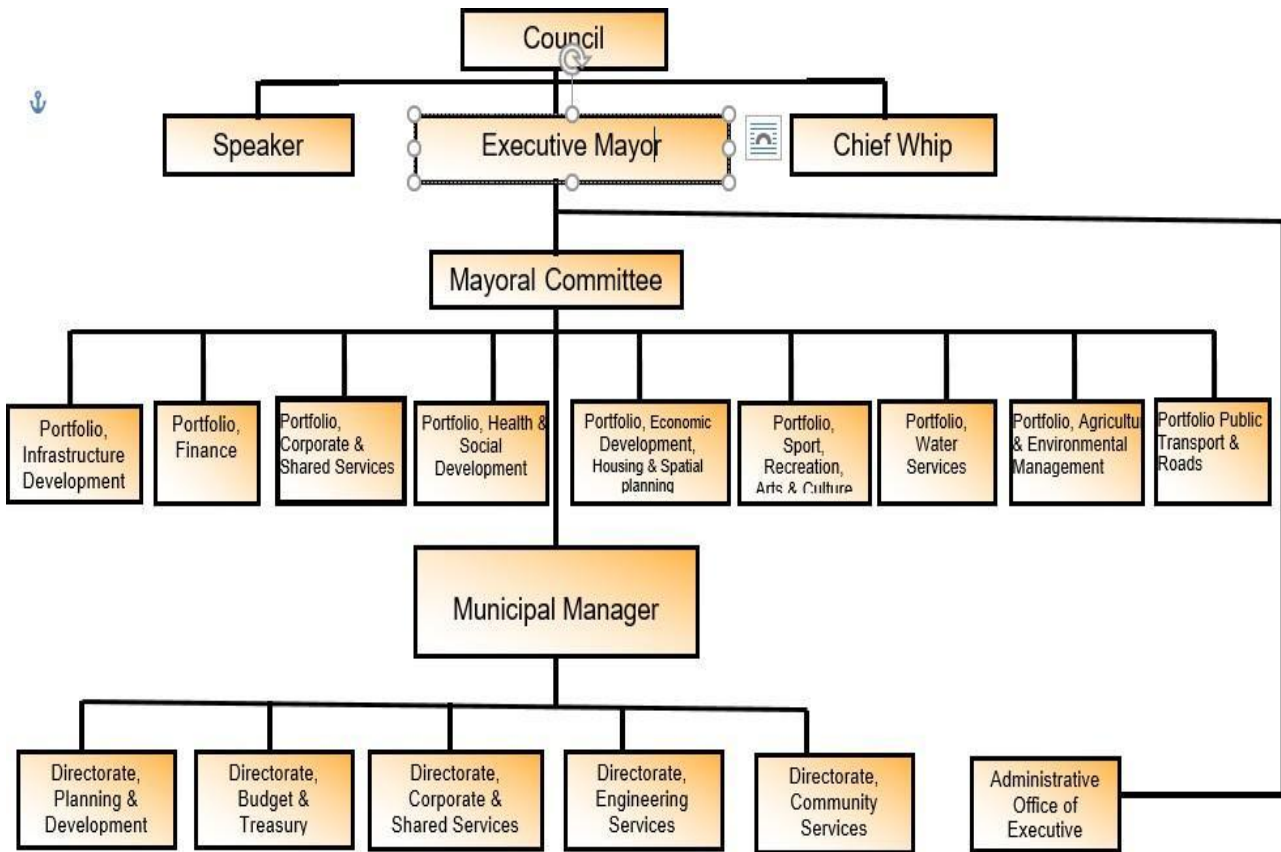 Council
Speaker
Executive Mayor
Chief Whip
Mayoral Committee
Portfolio,
Infrastructure
Development
Portfolio,
Finance
Portfolio,
Corporate &
Shared Services
Portfolio, Health &
Social
Development
Portfolio, Economic
Development,
Housing & Spatial
planning
Portfolio,
Sport,
Recreation,
Arts & Culture
Portfolio,
Water
Services
Portfolio, Agricultur
& Environmental
Management
Portfolio Public
Transport &
Roads
Municipal Manager
Directorate,
Planning &
Development
Directorate,
Budget &
Treasury
Directorate,
Corporate &
Shared Services
Directorate,
Engineering
Services
Directorate,
Community
Services
Administrative
Office of
Executive